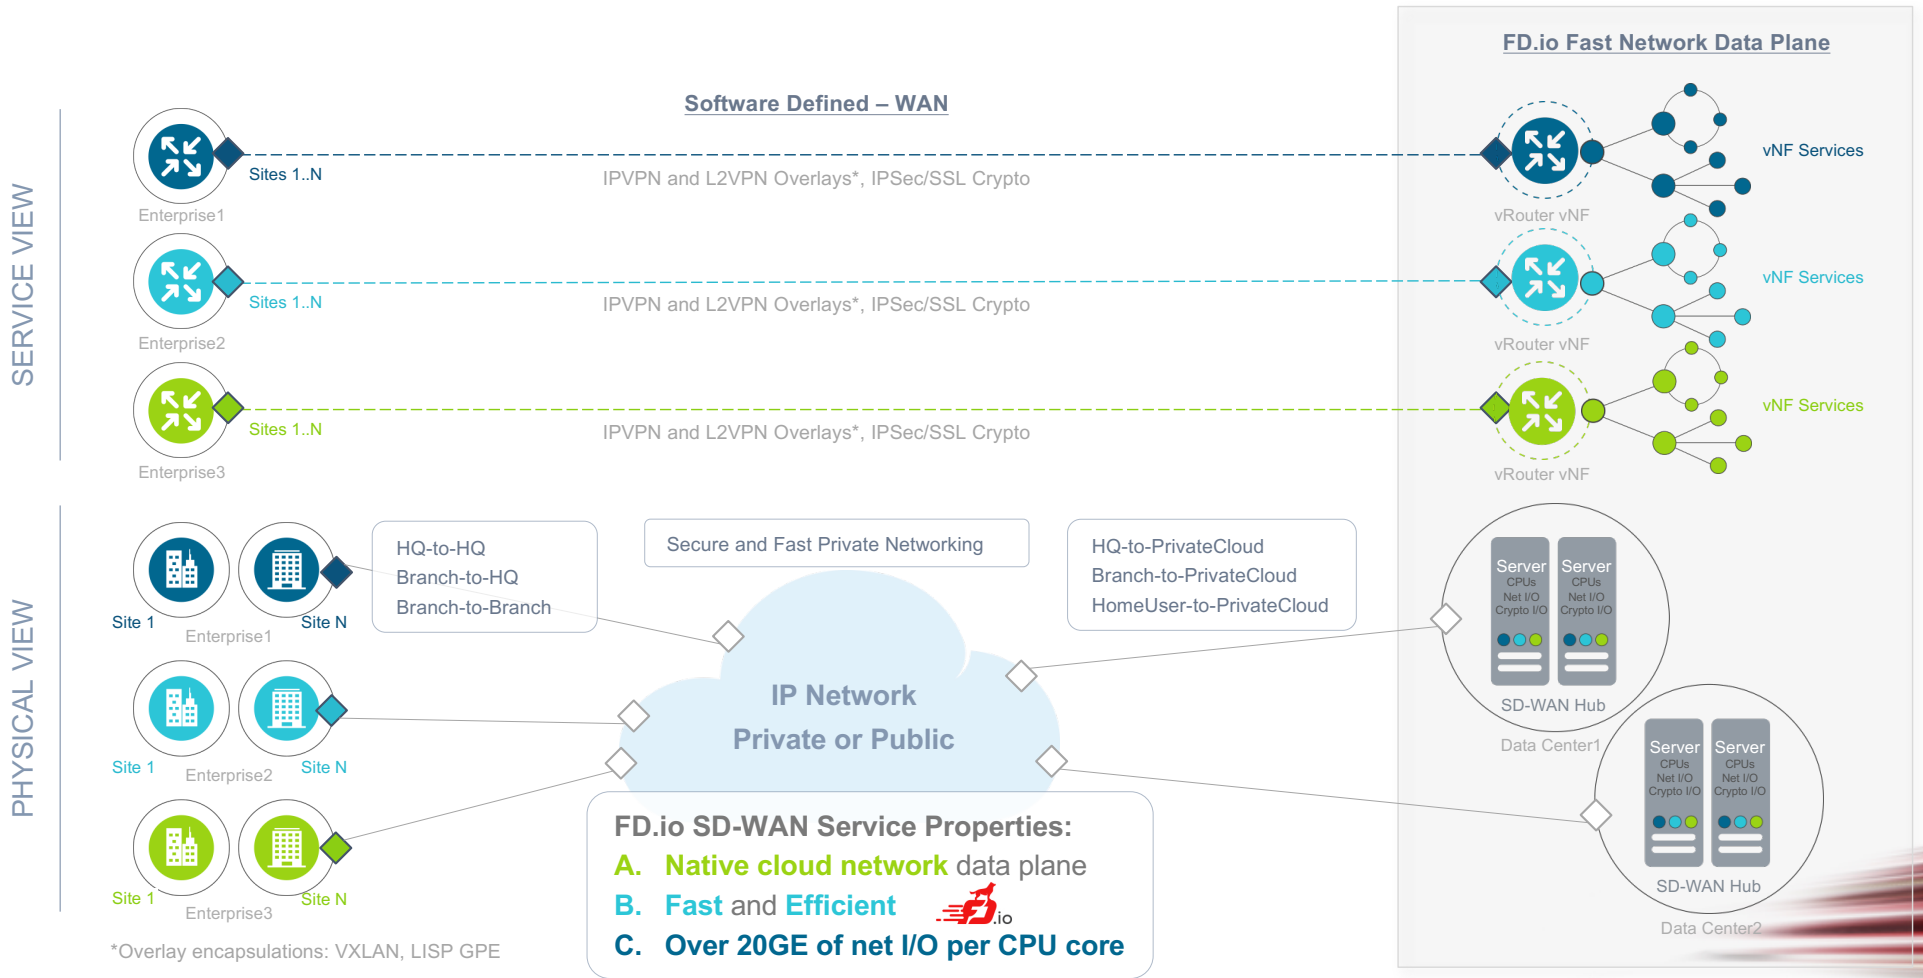 FD.io Fast Network Data Plane
Software Defined – WAN
SERVICE VIEW
Sites 1..N
IPVPN and L2VPN Overlays*, IPSec/SSL Crypto
vNF Services
Enterprise1
vRouter vNF
Sites 1..N
IPVPN and L2VPN Overlays*, IPSec/SSL Crypto
vNF Services
Enterprise2
vRouter vNF
Sites 1..N
IPVPN and L2VPN Overlays*, IPSec/SSL Crypto
vNF Services
Enterprise3
vRouter vNF
PHYSICAL VIEW
Site 1
Enterprise1
Site N
HQ-to-HQ
Branch-to-HQ
Branch-to-Branch
Secure and Fast Private Networking
HQ-to-PrivateCloud
Branch-to-PrivateCloud
HomeUser-to-PrivateCloud
Server
CPUs
Net I/O
Crypto I/O
Server
CPUs
Net I/O
Crypto I/O
SD-WAN Hub
Data Center1
Site 1
Enterprise2
Site N
IP Network
Private or Public
Server
CPUs
Net I/O
Crypto I/O
Server
CPUs
Net I/O
Crypto I/O
SD-WAN Hub
Data Center2
Site 1
Enterprise3
Site N
FD.io SD-WAN Service Properties:
A. Native cloud network data plane
B. Fast and Efficient
FD.io
C. Over 20GE of net I/O per CPU core
*Overlay encapsulations: VXLAN, LISP GPE